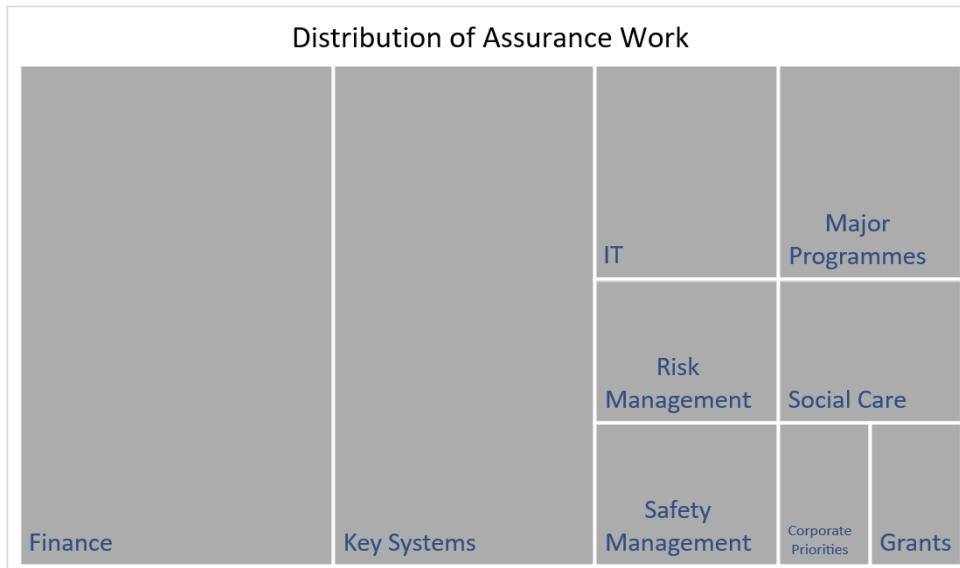 Distribution of Assurance Work
Finance
Key Systems
IT
Major
Programmes
Risk
Management
Social Care
Safety
Management
Corporate
Priorities
Grants